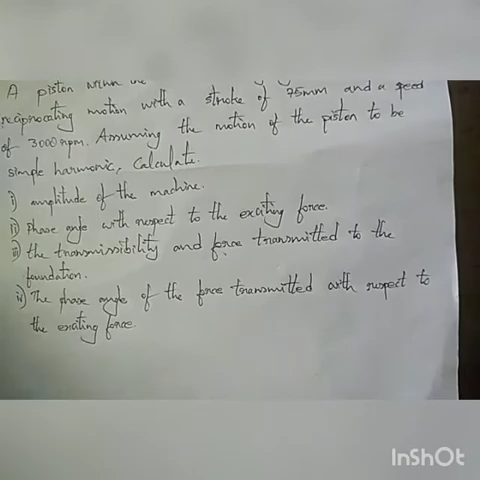 A piston within the
reciprocating motion with a stroke of 75mm and a speed
of 3000 rpm. Assuming the motion of the piston to be
simple harmonic, calculate.
i) amplitude of the machine.
ii) Phase angle with respect to the exciting force.
iii) the transmissibility and force transmitted to the
foundation.
iv) The phase angle of the force transmitted with respect to
the exciting force.
InShOt